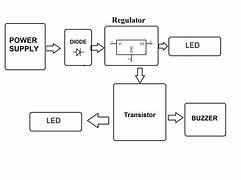 Regulator
POWER
SUPPLY
DIODE
LED
LED
Transistor
BUZZER